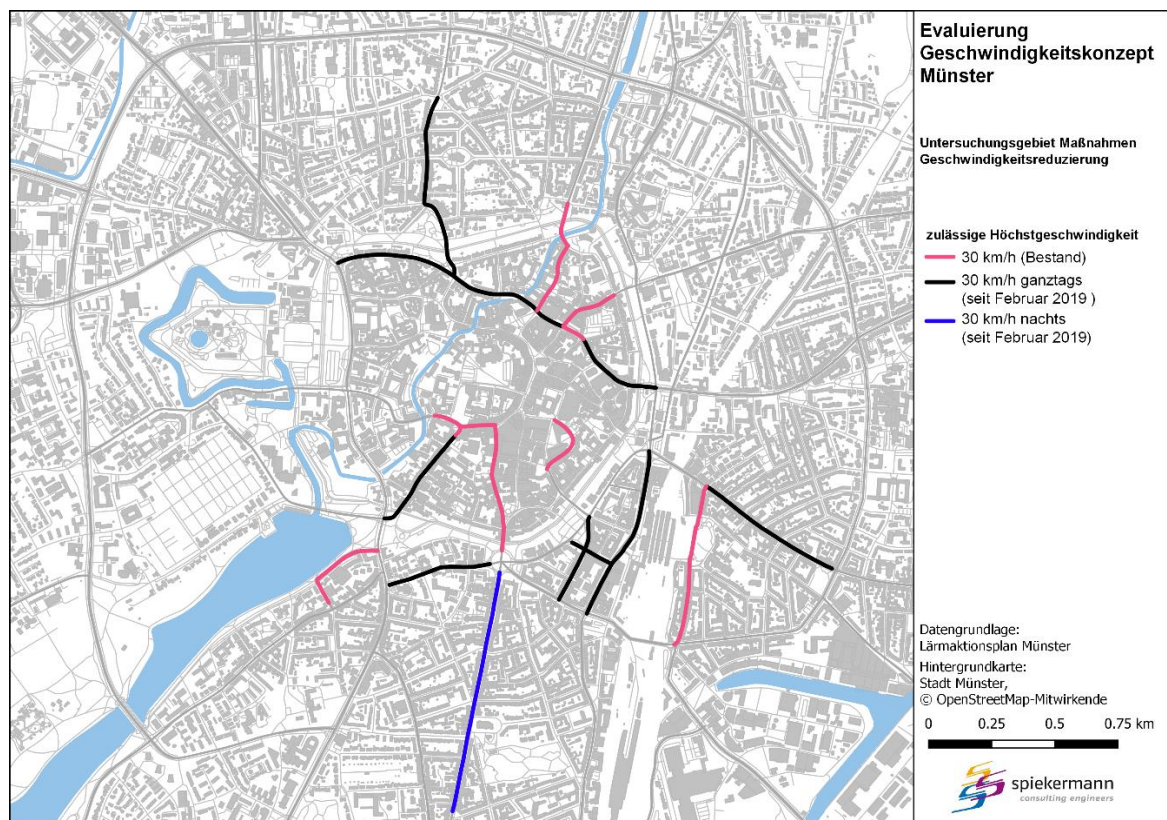 Evaluierung
Geschwindigkeitskonzept
Münster
Untersuchungsgebiet Maßnahmen
Geschwindigkeitsreduzierung
zulässige Höchstgeschwindigkeit
30 km/h (Bestand)
30 km/h ganztags
(seit Februar 2019 )
30 km/h nachts
(seit Februar 2019)
Datengrundlage:
Lärmaktionsplan Münster
Hintergrundkarte:
Stadt Münster,
© OpenStreetMap-Mitwirkende
0 0.25 0.5 0.75 km
spiekermann
consulting engineers